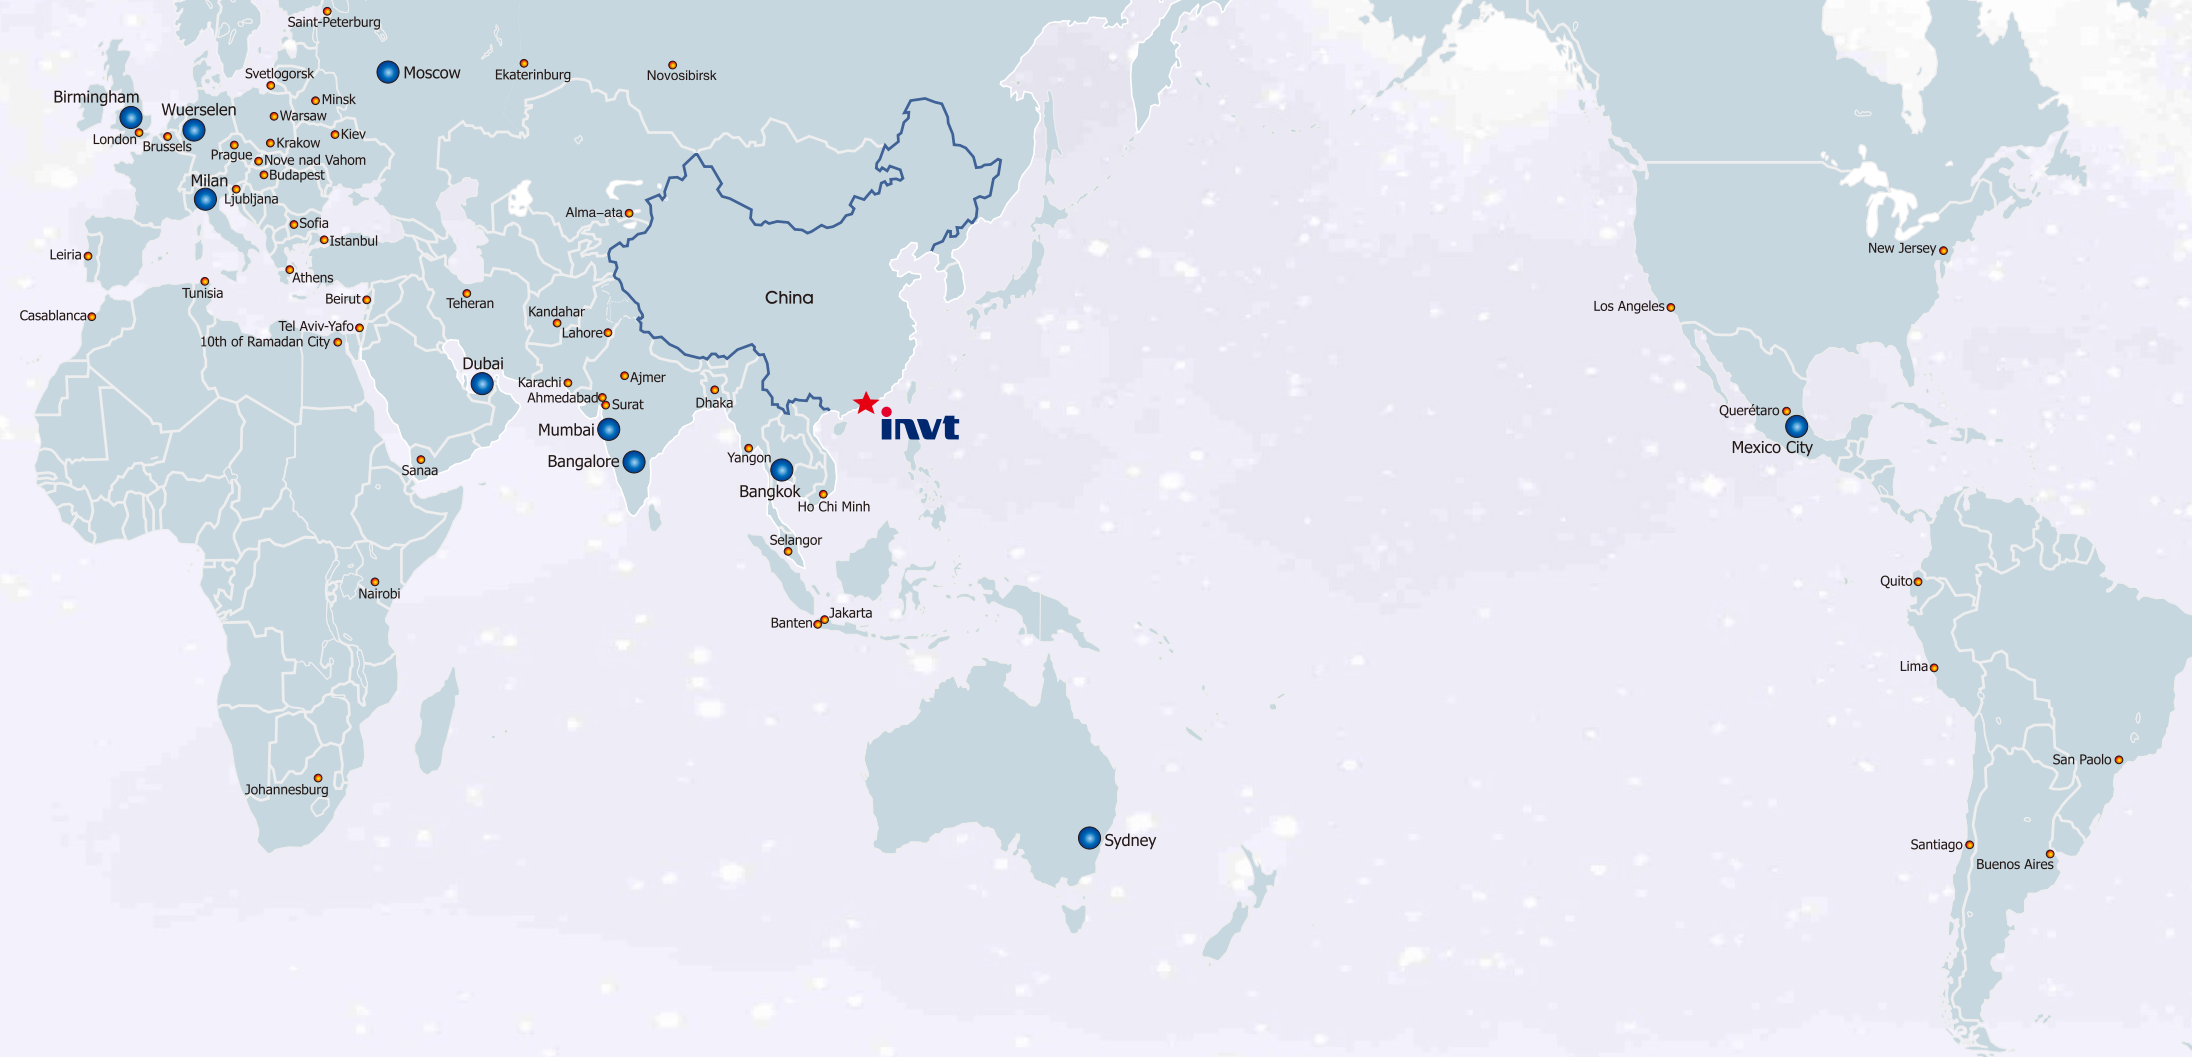 Saint-Peterburg
Moscow
Ekaterinburg
Novosibirsk
Svetlogorsk
Birmingham
Minsk
Wuerselen
Warsaw
London
Kiev
Brussels
Krakow
Prague
Nove nad Vahom
Budapest
Milan
Ljubljana
Alma-ata
Sofia
Istanbul
Leiria
New Jersey
Athens
Tunisia
Beirut
Teheran
China
Los Angeles
Kandahar
Casablanca
Tel Aviv-Yafo
Lahore
10th of Ramadan City
Dubai
Karachi
Ajmer
Ahmedabad
Surat
Dhaka
Querétaro
invt
Mumbai
Mexico City
Bangalore
Yangon
Sanaa
Bangkok
Ho Chi Minh
Selangor
Quito
Nairobi
Jakarta
Banten
Lima
San Paolo
Johannesburg
Sydney
Santiago
Buenos Aires